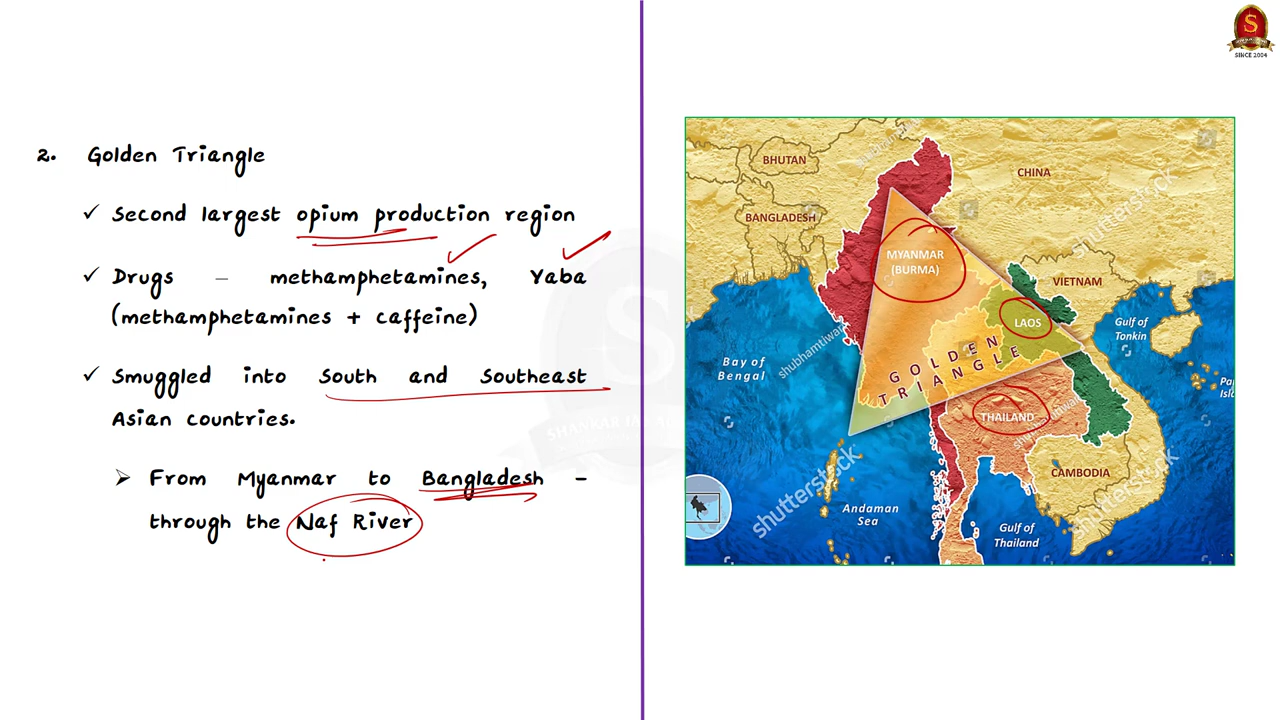 2. Golden Triangle
✓ Second largest opium production region
✓ Drugs – methamphetamines, Yaba
(methamphetamines + caffeine)
✓ Smuggled into South and Southeast
Asian countries.
➢ From Myanmar to Bangladesh –
through the Naf River
S
SINCE 2004
BHUTAN
CHINA
BANGLADESH
MYANMAR
(BURMA)
VIETNAM
LAOS
Gulf of
Tonkin
Bay of
Bengal
GOLDEN
TRIANGLE
THAILAND
CAMBODIA
Andaman
Sea
Gulf of
Thailand
shutterstock
shutterstock
shutterstock